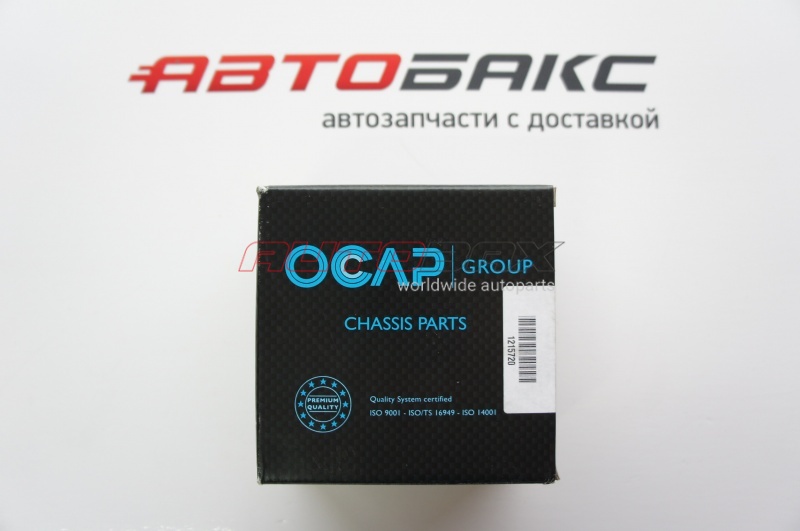 АВТОБАКС
автозапчасти с доставкой
AUTOBOX
OCAP GROUP
worldwide autoparts
CHASSIS PARTS
1215720
PREMIUM
QUALITY
Quality System certified
ISO 9001 - ISO/TS 16949 - ISO 14001